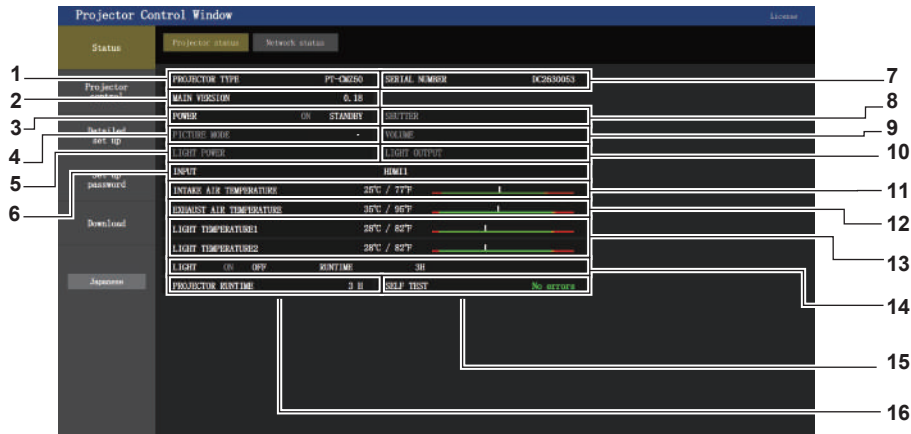 Projector Control Window
License
Status
Projector status
Network status
Projector control
Detailed set up
Set up password
Download
Japanese
PROJECTOR TYPE PT-CMZ50 SERIAL NUMBER DC2630053
MAIN VERSION 0.18
POWER ON STANDBY SHUTTER
PICTURE MODE - VOLUME
LIGHT POWER LIGHT OUTPUT
INPUT HDMI1
INTAKE AIR TEMPERATURE 25℃ / 77℉
EXHAUST AIR TEMPERATURE 35℃ / 95℉
LIGHT TEMPERATURE1 28℃ / 82℉
LIGHT TEMPERATURE2 28℃ / 82℉
LIGHT ON OFF RUNTIME 3H
PROJECTOR RUNTIME 3 H SELF TEST No errors
1
2
3
4
5
6
7
8
9
10
11
12
13
14
15
16